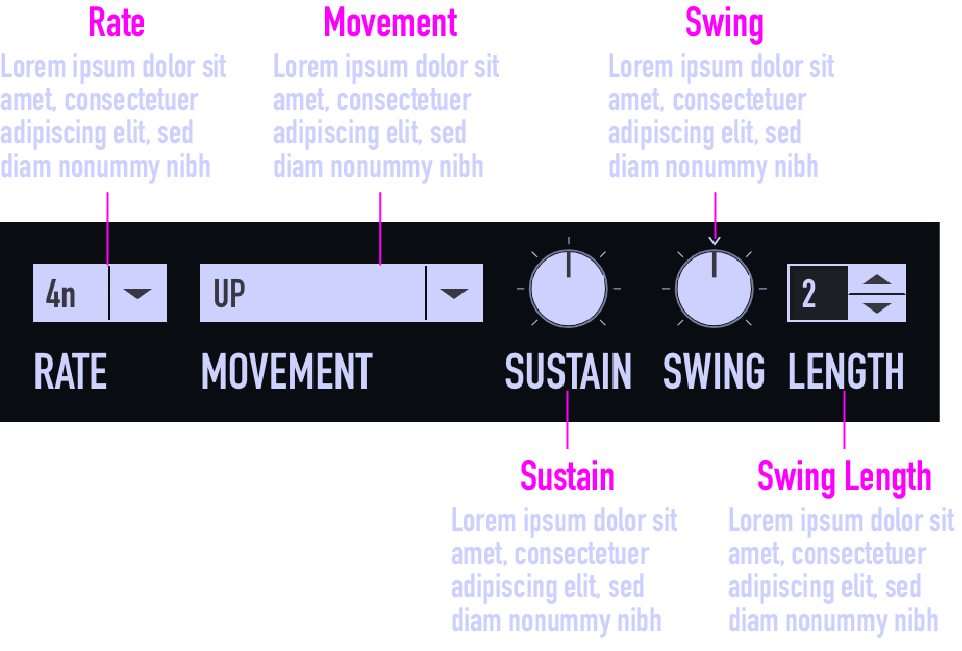 Rate
Lorem ipsum dolor sit
amet, consectetuer
adipiscing elit, sed
diam nonummy nibh
Movement
Lorem ipsum dolor sit
amet, consectetuer
adipiscing elit, sed
diam nonummy nibh
Swing
Lorem ipsum dolor sit
amet, consectetuer
adipiscing elit, sed
diam nonummy nibh
4n
UP
2
RATE
MOVEMENT
SUSTAIN
SWING
LENGTH
Sustain
Lorem ipsum dolor sit
amet, consectetuer
adipiscing elit, sed
diam nonummy nibh
Swing Length
Lorem ipsum dolor sit
amet, consectetuer
adipiscing elit, sed
diam nonummy nibh